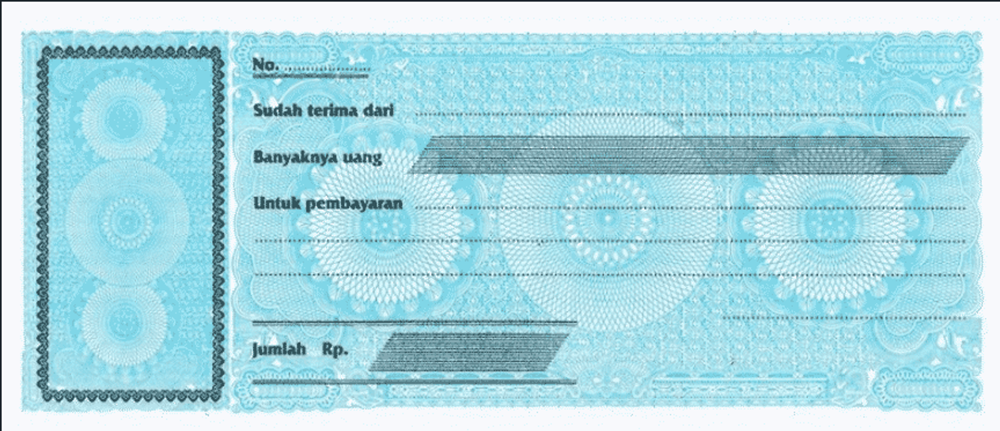 No. ....................
Sudah terima dari
Banyaknya uang
Untuk pembayaran
Jumlah Rp.